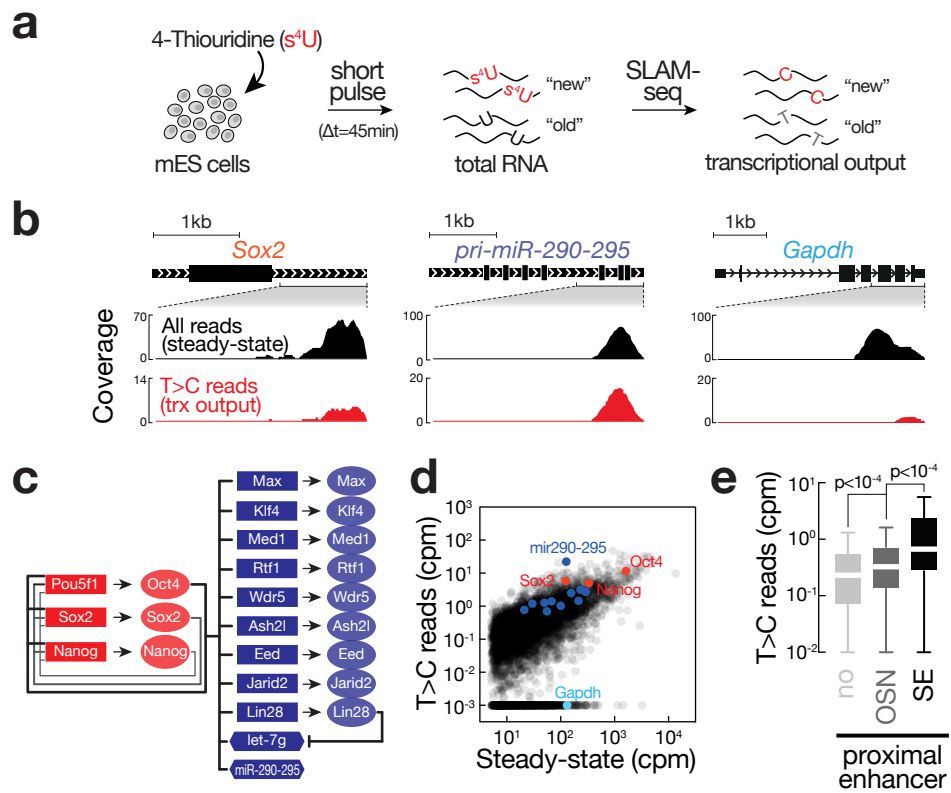 a
4-Thiouridine (s⁴U)
mES cells
short
pulse
(Δt=45min)
s⁴U
s⁴U
"new"
U
U
"old"
total RNA
SLAM-
seq
C
C
"new"
T
T
"old"
transcriptional output
b
1kb
1kb
1kb
Sox2
pri-miR-290-295
Gapdh
Coverage
70
All reads
(steady-state)
0
100
0
100
0
14
T>C reads
(trx output)
0
20
0
20
0
c
Pou5f1
Oct4
Sox2
Sox2
Nanog
Nanog
Max
Max
Klf4
Klf4
Med1
Med1
Rtf1
Rtf1
Wdr5
Wdr5
Ash2l
Ash2l
Eed
Eed
Jarid2
Jarid2
Lin28
Lin28
let-7g
miR-290-295
d
T>C reads (cpm)
10³
10²
10¹
10⁰
10⁻¹
10⁻²
10⁻³
mir290-295
Sox2
Oct4
Nanog
Gapdh
10¹
10²
10³
10⁴
Steady-state (cpm)
e
T>C reads (cpm)
p<10⁻⁴
p<10⁻⁴
10¹
10⁰
10⁻¹
10⁻²
no
OSN
SE
proximal
enhancer